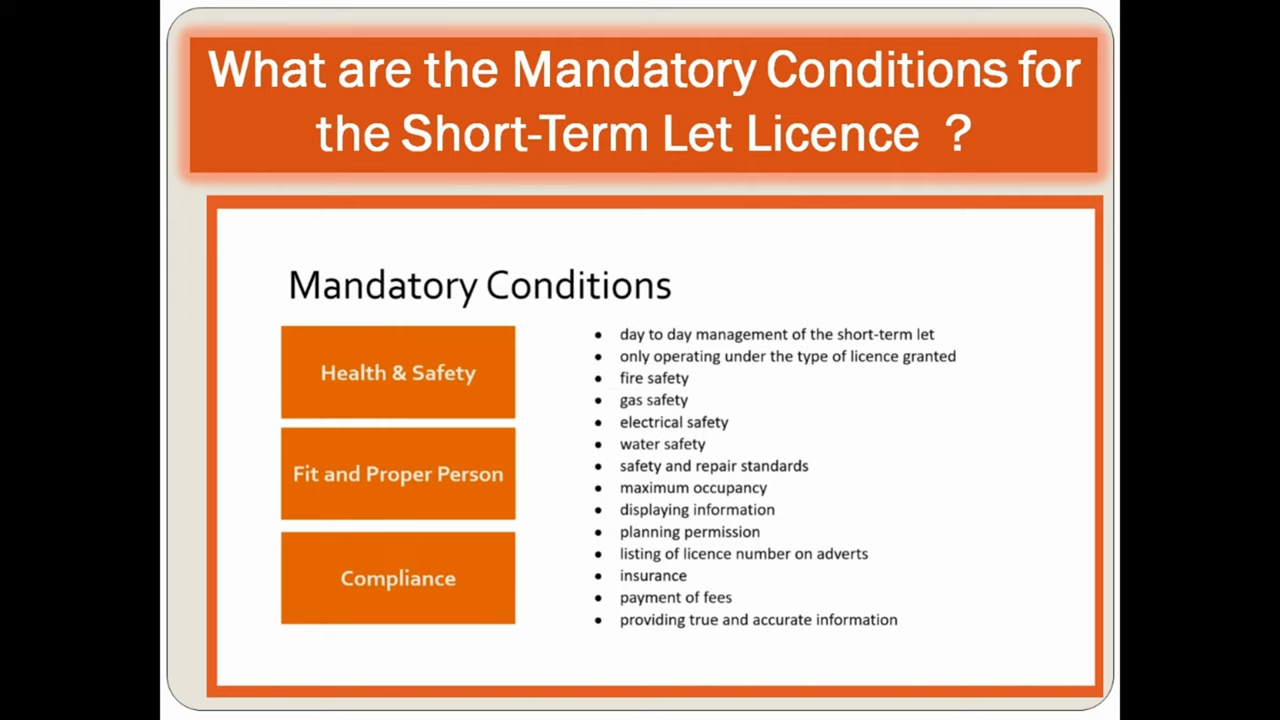 What are the Mandatory Conditions for
the Short-Term Let Licence ?
Mandatory Conditions
Health & Safety
Fit and Proper Person
Compliance
• day to day management of the short-term let
• only operating under the type of licence granted
• fire safety
• gas safety
• electrical safety
• water safety
• safety and repair standards
• maximum occupancy
• displaying information
• planning permission
• listing of licence number on adverts
• insurance
• payment of fees
• providing true and accurate information